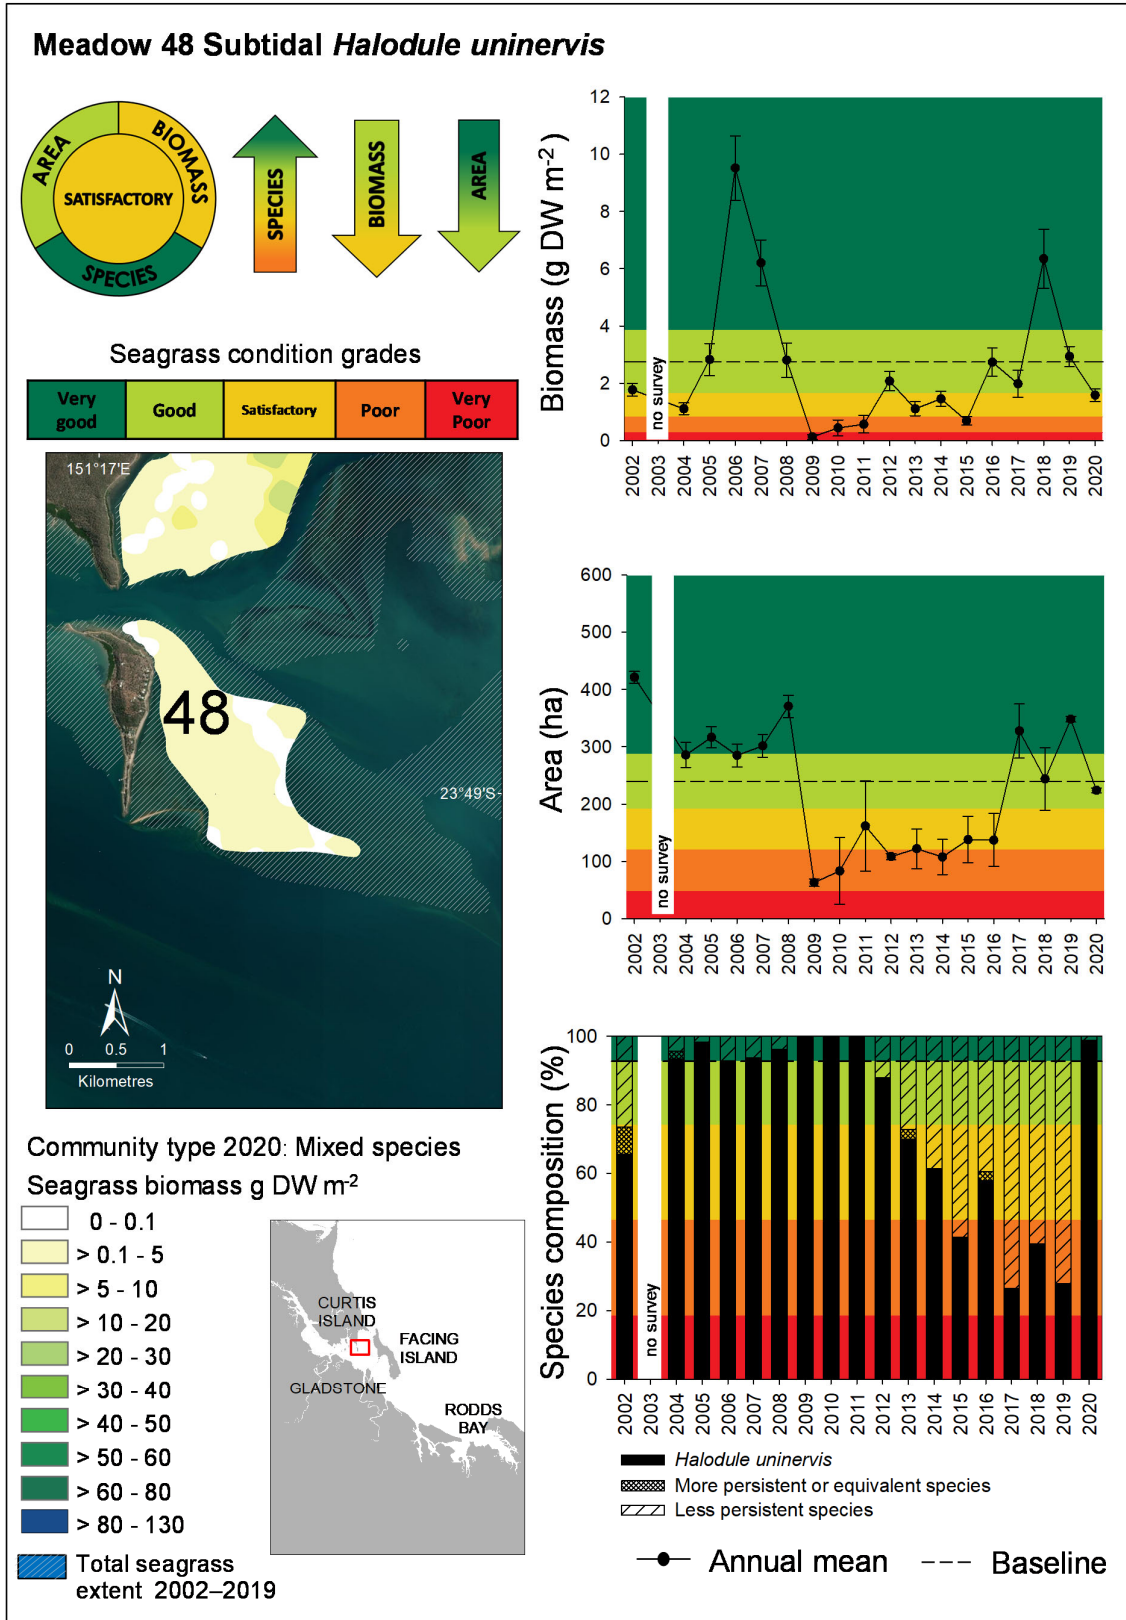 Meadow 48 Subtidal Halodule uninervis
AREA
BIOMASS
SATISFACTORY
SPECIES
SPECIES
BIOMASS
AREA
Seagrass condition grades
Very good
Good
Satisfactory
Poor
Very Poor
151°17'E
48
23°49'S
N
0 0.5 1
Kilometres
Community type 2020: Mixed species
Seagrass biomass g DW m-2
0 - 0.1
> 0.1 - 5
> 5 - 10
> 10 - 20
> 20 - 30
> 30 - 40
> 40 - 50
> 50 - 60
> 60 - 80
> 80 - 130
Total seagrass
extent 2002–2019
CURTIS
ISLAND
FACING
ISLAND
GLADSTONE
RODDS
BAY
Biomass (g DW m-2)
12
10
8
6
4
2
0
no survey
2002 2003 2004 2005 2006 2007 2008 2009 2010 2011 2012 2013 2014 2015 2016 2017 2018 2019 2020
Area (ha)
600
500
400
300
200
100
0
no survey
2002 2003 2004 2005 2006 2007 2008 2009 2010 2011 2012 2013 2014 2015 2016 2017 2018 2019 2020
Species composition (%)
100
80
60
40
20
0
no survey
2002 2003 2004 2005 2006 2007 2008 2009 2010 2011 2012 2013 2014 2015 2016 2017 2018 2019 2020
Halodule uninervis
More persistent or equivalent species
Less persistent species
Annual mean
Baseline